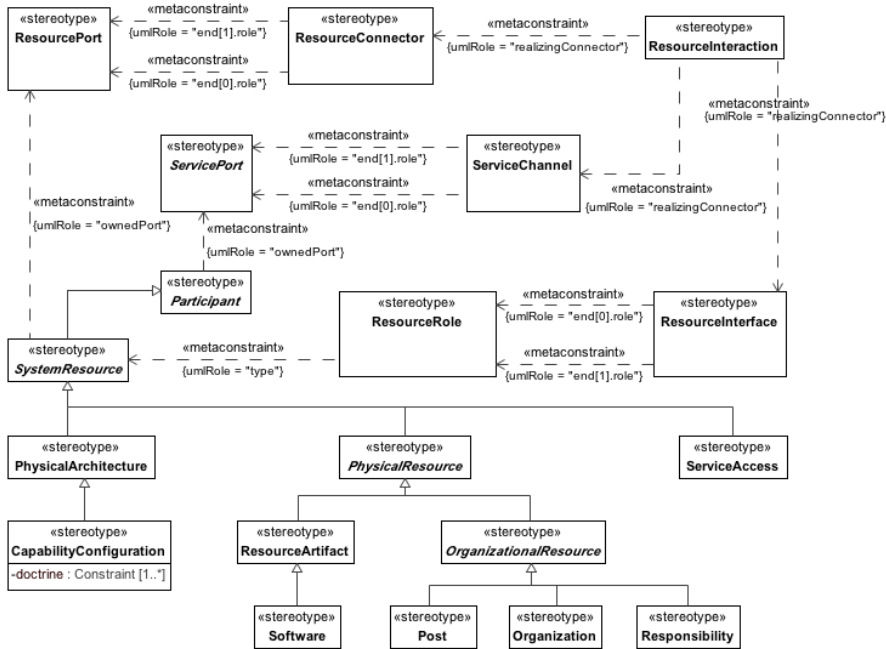 «stereotype»
ResourcePort
«metaconstraint»
{umlRole = "end[1].role"}
«metaconstraint»
{umlRole = "end[0].role"}
«stereotype»
ResourceConnector
«metaconstraint»
{umlRole = "realizingConnector"}
«stereotype»
ResourceInteraction
«metaconstraint»
{umlRole = "realizingConnector"}
«stereotype»
ServicePort
«metaconstraint»
{umlRole = "end[1].role"}
«metaconstraint»
{umlRole = "end[0].role"}
«stereotype»
ServiceChannel
«metaconstraint»
{umlRole = "realizingConnector"}
«metaconstraint»
{umlRole = "ownedPort"}
«metaconstraint»
{umlRole = "ownedPort"}
«stereotype»
Participant
«stereotype»
ResourceRole
«metaconstraint»
{umlRole = "end[0].role"}
«metaconstraint»
{umlRole = "end[1].role"}
«stereotype»
ResourceInterface
«stereotype»
SystemResource
«metaconstraint»
{umlRole = "type"}
«stereotype»
PhysicalArchitecture
«stereotype»
PhysicalResource
«stereotype»
ServiceAccess
«stereotype»
CapabilityConfiguration
-doctrine : Constraint [1..*]
«stereotype»
ResourceArtifact
«stereotype»
OrganizationalResource
«stereotype»
Software
«stereotype»
Post
«stereotype»
Organization
«stereotype»
Responsibility